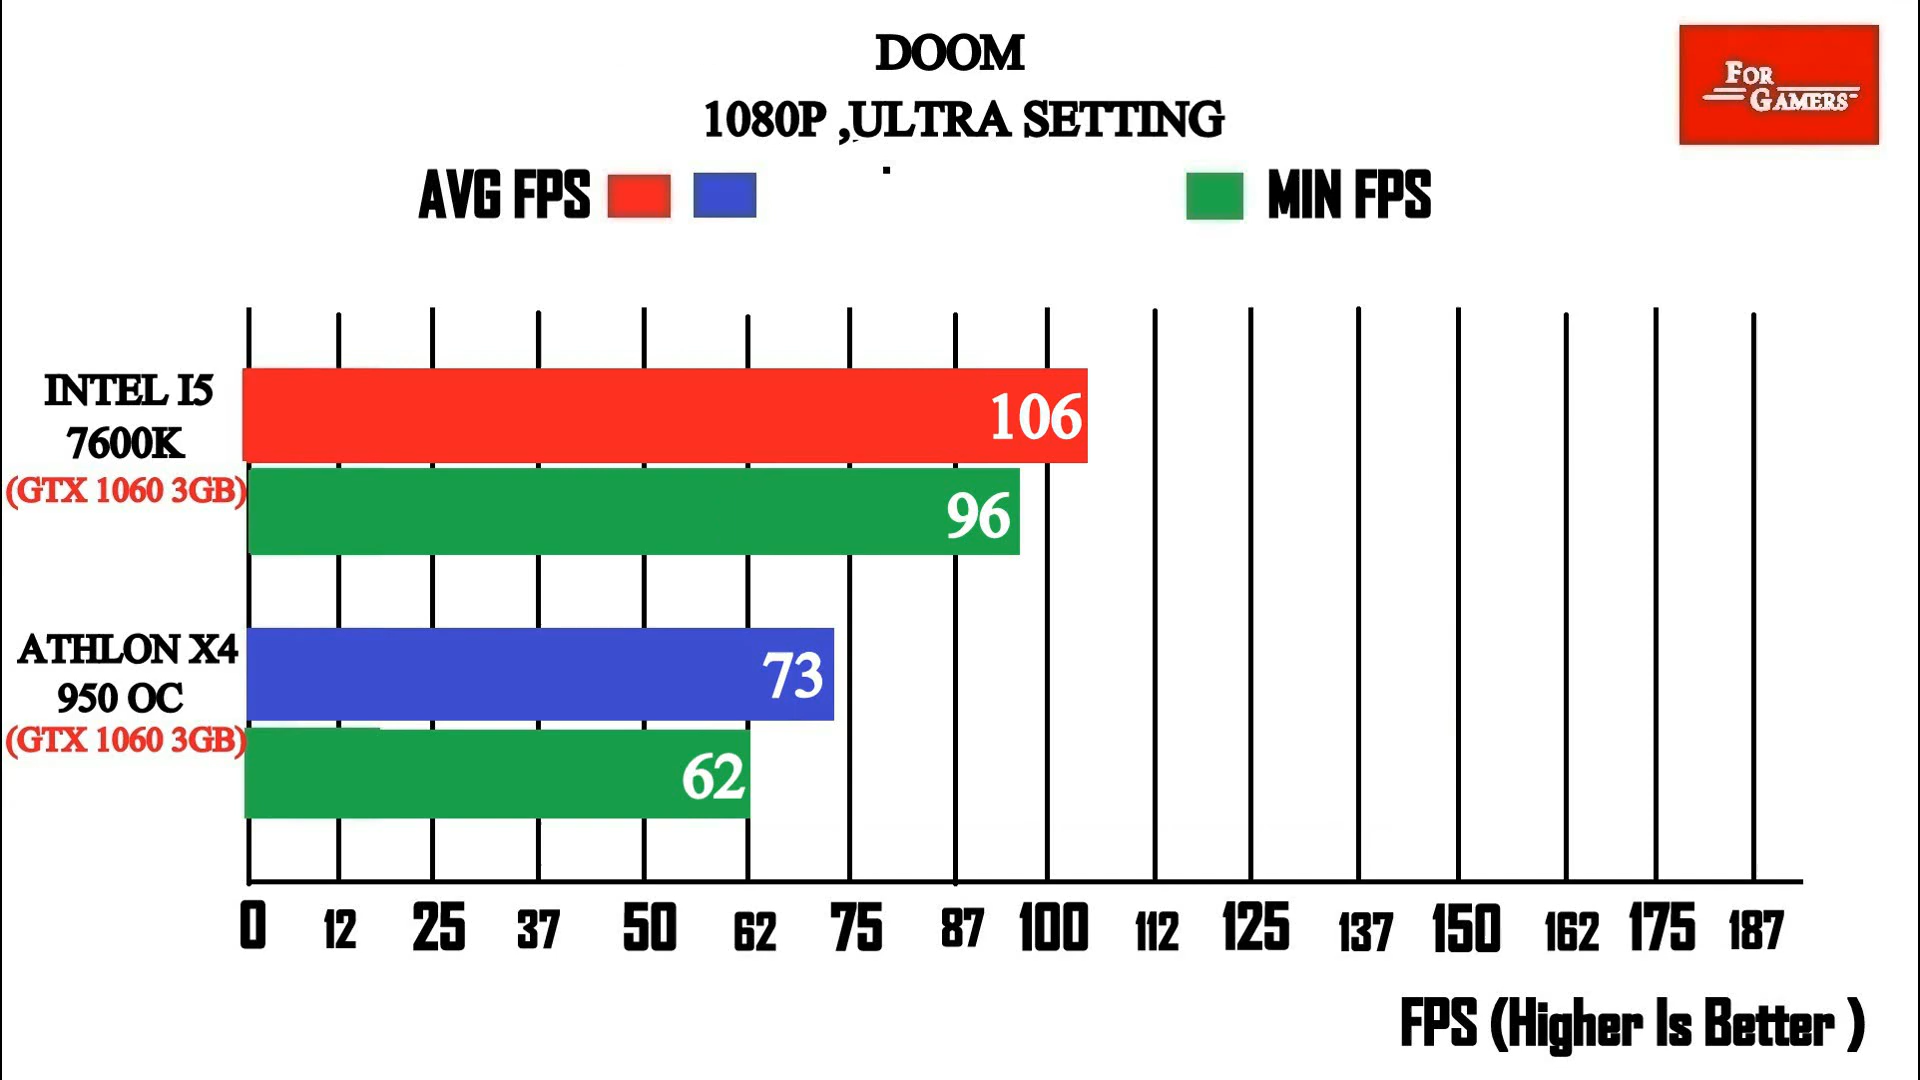 DOOM
1080P ,ULTRA SETTING
FOR
GAMERS
AVG FPS
MIN FPS
INTEL I5
7600K
(GTX 1060 3GB)
106
96
ATHLON X4
950 OC
(GTX 1060 3GB)
73
62
0 12 25 37 50 62 75 87 100 112 125 137 150 162 175 187
FPS (Higher Is Better )